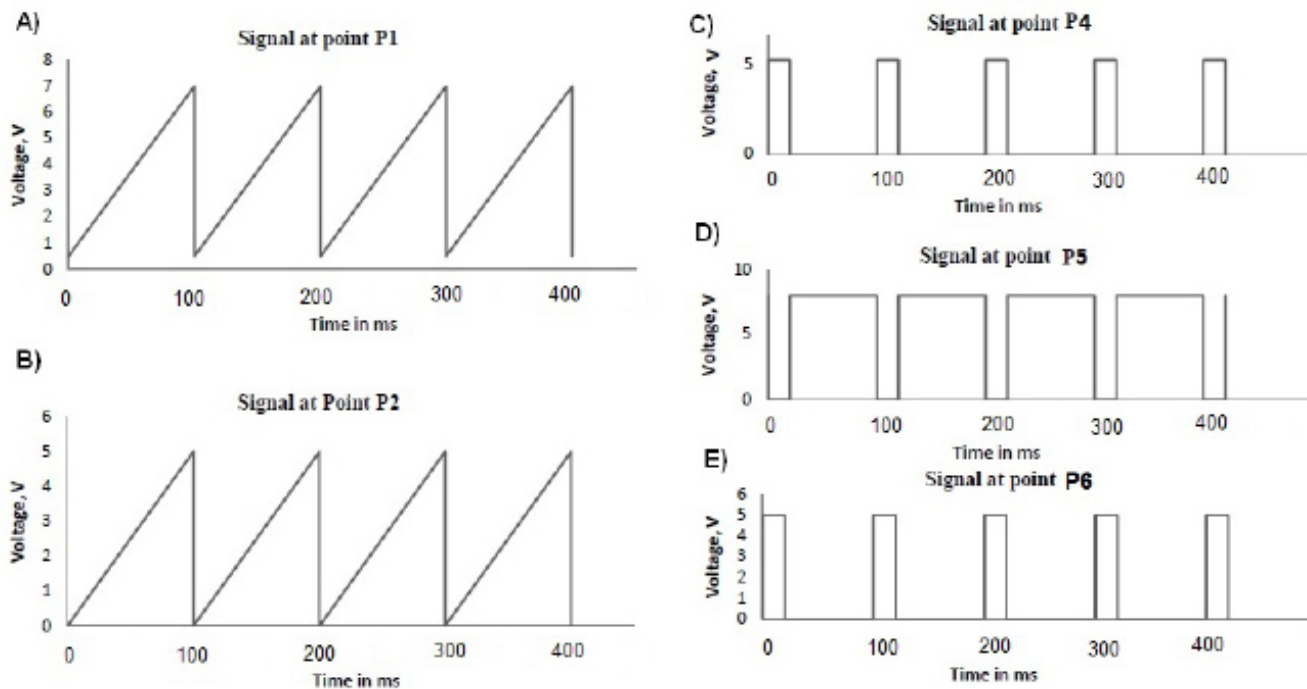 A)
Signal at point P1
Voltage, V
8
7
6
5
4
3
2
1
0
0 100 200 300 400
Time in ms
B)
Signal at Point P2
Voltage, V
6
5
4
3
2
1
0
0 100 200 300 400
Time in ms
C)
Signal at point P4
Voltage, V
5
0
0 100 200 300 400
Time in ms
D)
Signal at point P5
Voltage, V
10
5
0
0 100 200 300 400
Time in ms
E)
Signal at point P6
Voltage, V
6
5
4
3
2
1
0
0 100 200 300 400
Time in ms